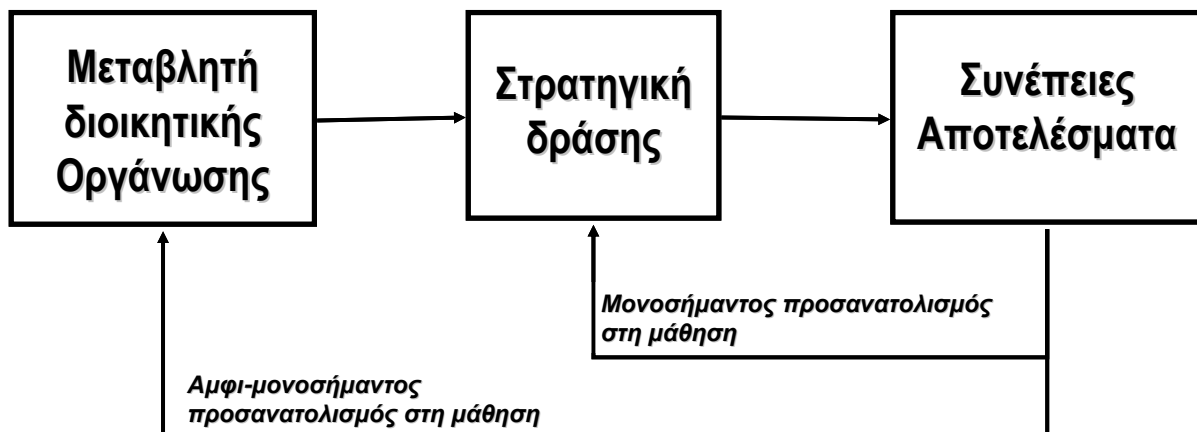 Μεταβλητή
διοικητικής
Οργάνωσης
Στρατηγική
δράσης
Συνέπειες
Αποτελέσματα
Μονοσήμαντος προσανατολισμός
στη μάθηση
Αμφι-μονοσήμαντος
προσανατολισμός στη μάθηση